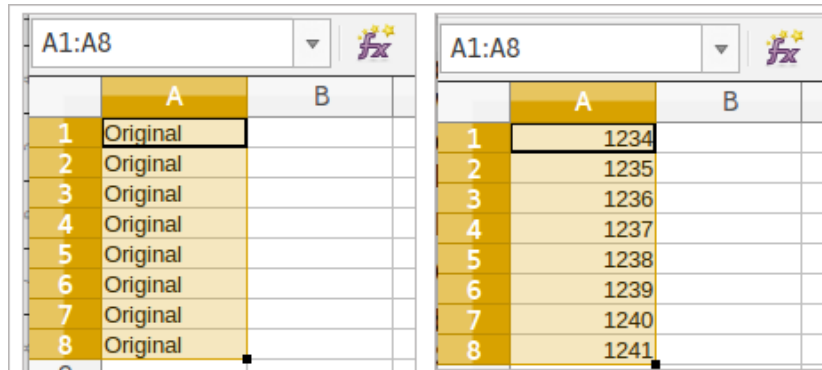 A1:A8
A B
1 Original
2 Original
3 Original
4 Original
5 Original
6 Original
7 Original
8 Original
A1:A8
A B
1 1234
2 1235
3 1236
4 1237
5 1238
6 1239
7 1240
8 1241